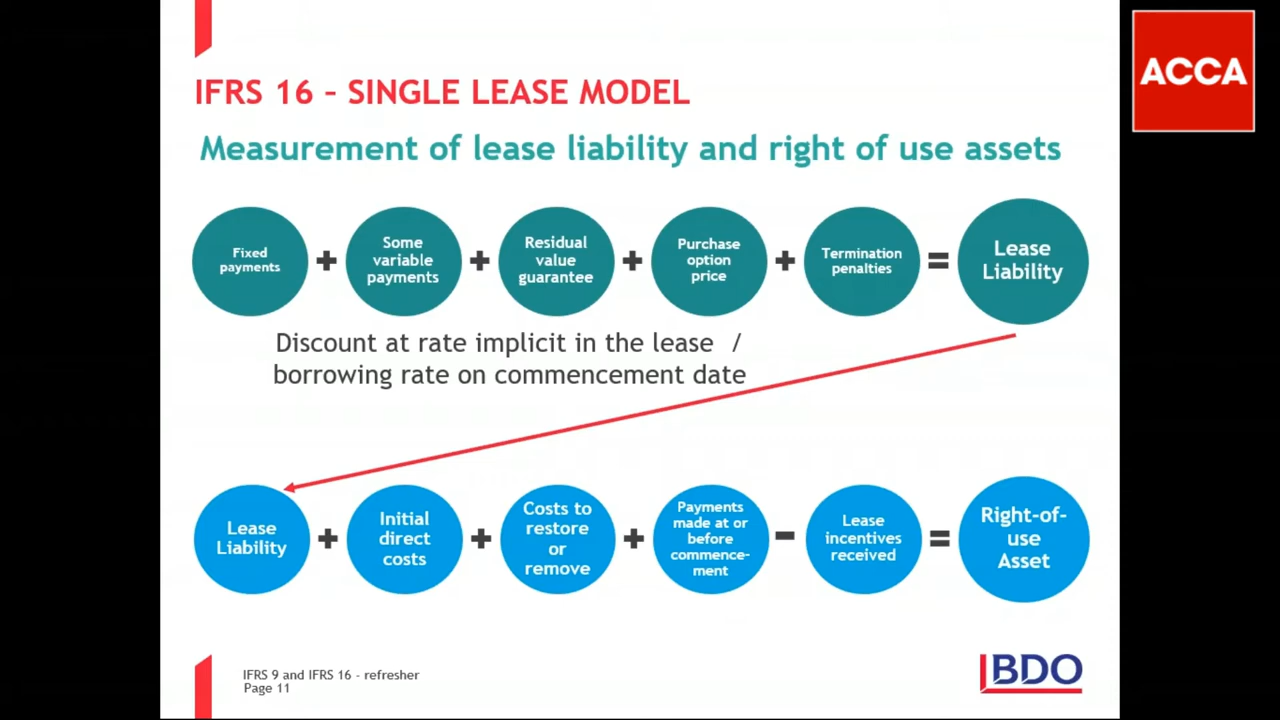 ACCA
IFRS 16 – SINGLE LEASE MODEL
Measurement of lease liability and right of use assets
Fixed
payments
+
Some
variable
payments
+
Residual
value
guarantee
+
Purchase
option
price
+
Termination
penalties
=
Lease
Liability
Discount at rate implicit in the lease /
borrowing rate on commencement date
Lease
Liability
+
Initial
direct
costs
+
Costs to
restore
or
remove
+
Payments
made at or
before
commence-
ment
-
Lease
incentives
received
=
Right-of-
use
Asset
IFRS 9 and IFRS 16 - refresher
Page 11
BDO